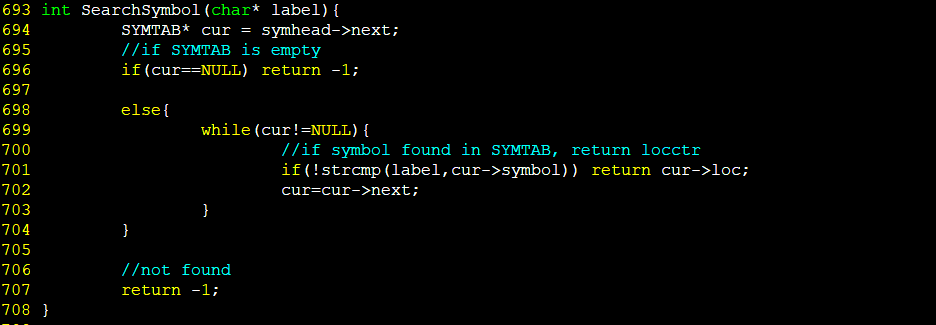 693 int SearchSymbol(char* label){
694         SYMTAB* cur = symhead->next;
695         //if SYMTAB is empty
696         if(cur==NULL) return -1;
697
698         else{
699                 while(cur!=NULL){
700                         //if symbol found in SYMTAB, return locctr
701                         if(!strcmp(label,cur->symbol)) return cur->loc;
702                         cur=cur->next;
703                 }
704         }
705
706         //not found
707         return -1;
708 }